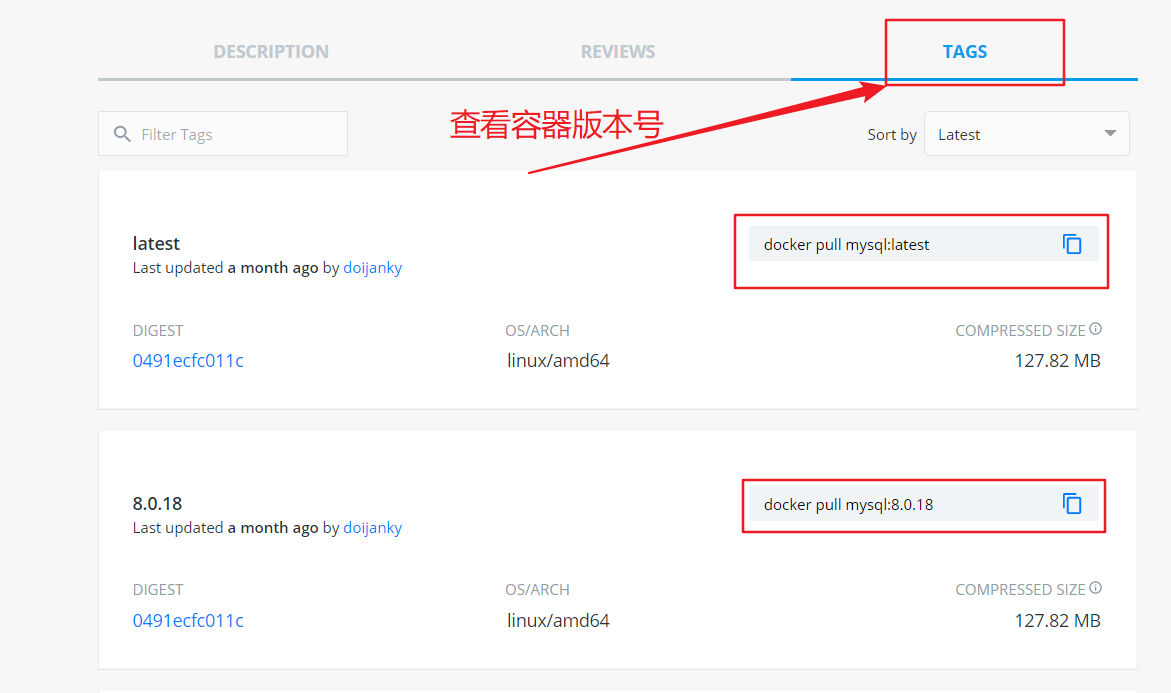 DESCRIPTION
REVIEWS
TAGS
查看容器版本号
Filter Tags
Sort by
Latest
latest
docker pull mysql:latest
Last updated a month ago by doijanky
DIGEST
OS/ARCH
COMPRESSED SIZE
0491ecfc011c
linux/amd64
127.82 MB
8.0.18
docker pull mysql:8.0.18
Last updated a month ago by doijanky
DIGEST
OS/ARCH
COMPRESSED SIZE
0491ecfc011c
linux/amd64
127.82 MB